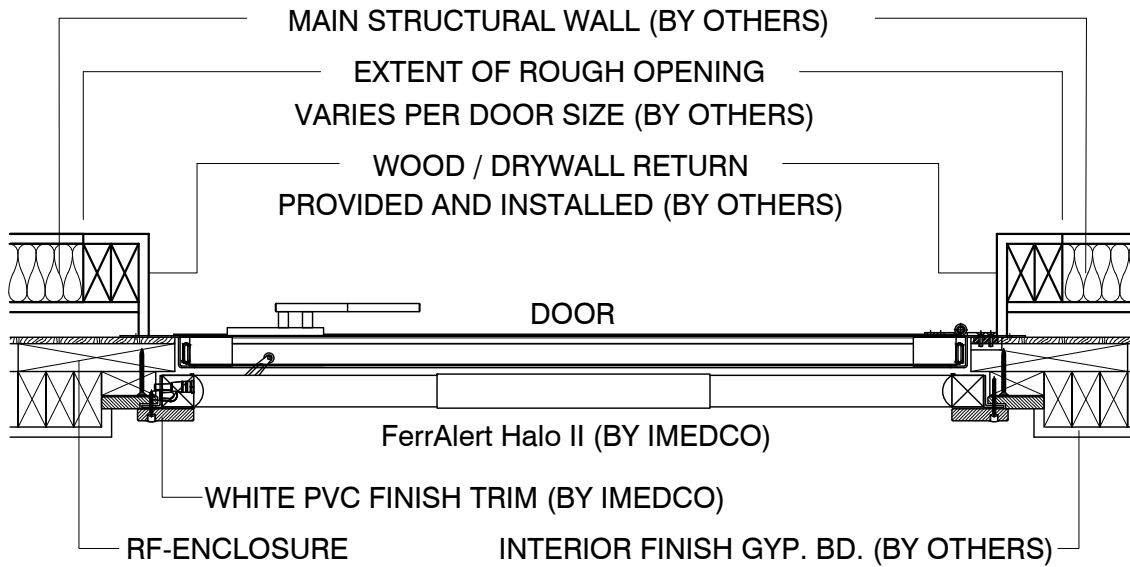 MAIN STRUCTURAL WALL (BY OTHERS)
EXTENT OF ROUGH OPENING
VARIES PER DOOR SIZE (BY OTHERS)
WOOD / DRYWALL RETURN
PROVIDED AND INSTALLED (BY OTHERS)
DOOR
FerrAlert Halo II (BY IMEDCO)
WHITE PVC FINISH TRIM (BY IMEDCO)
RF-ENCLOSURE
INTERIOR FINISH GYP. BD. (BY OTHERS)